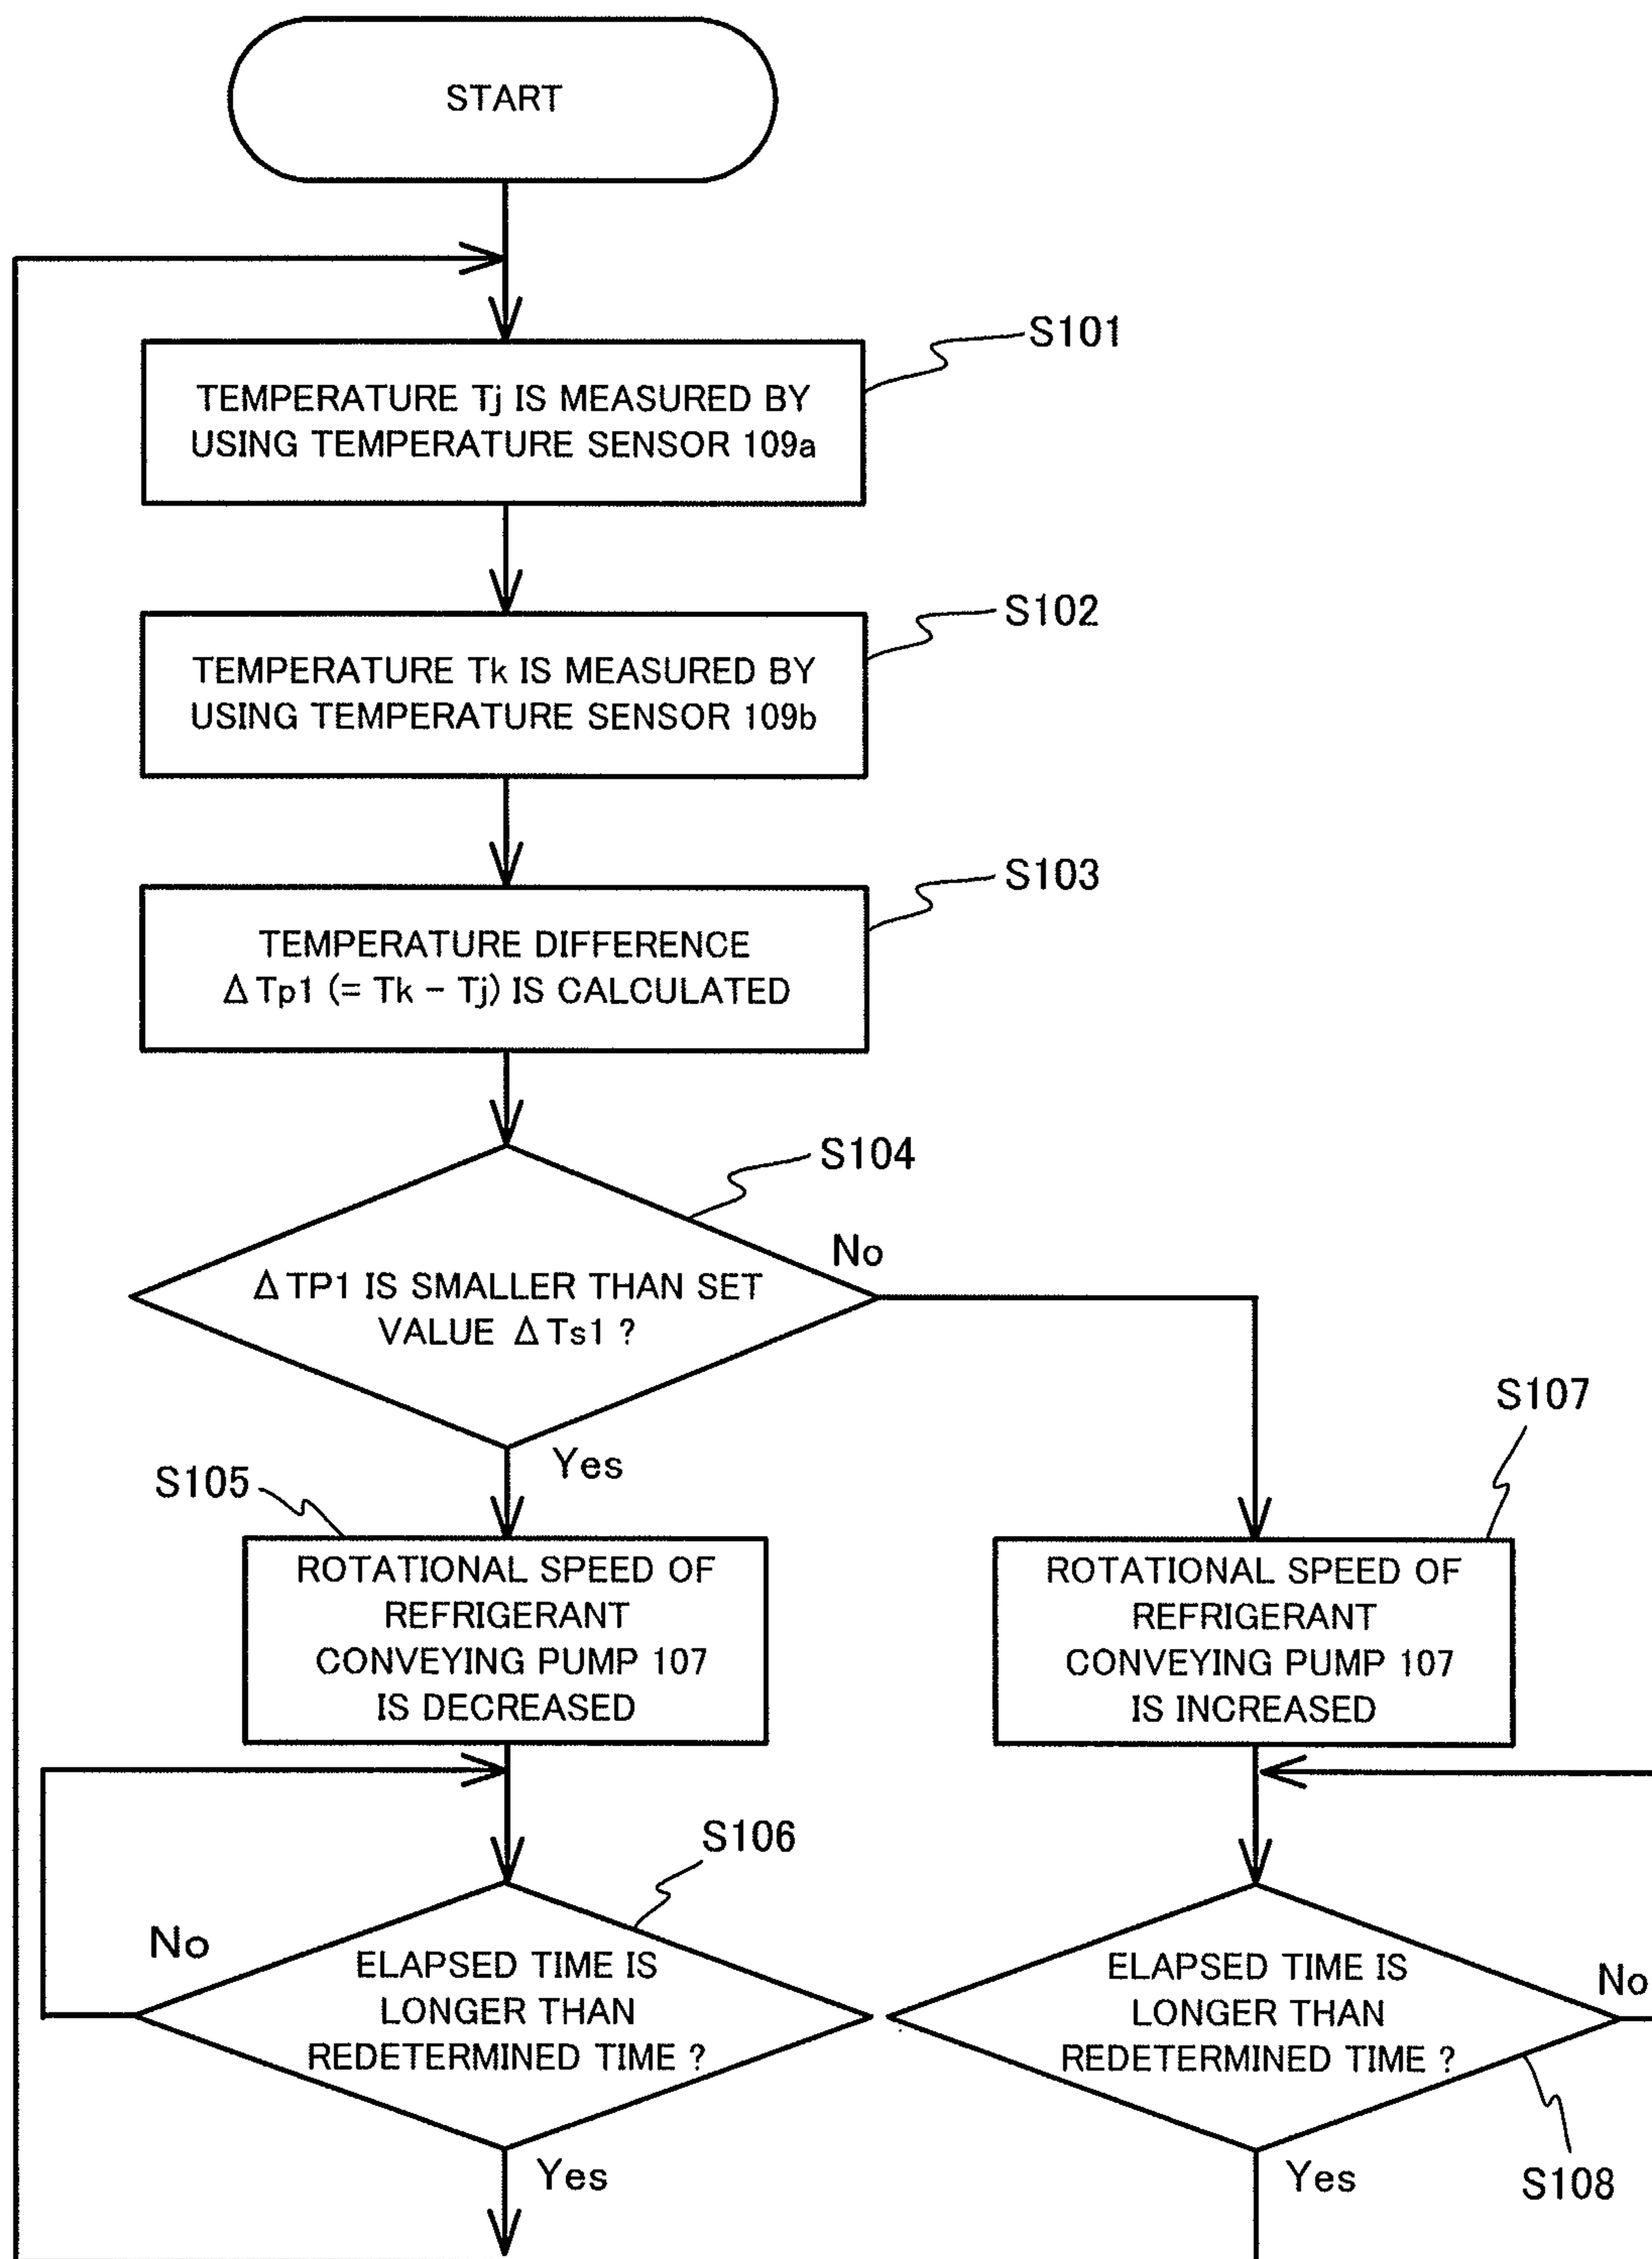 START
S101
TEMPERATURE Tj IS MEASURED BY
USING TEMPERATURE SENSOR 109a
S102
TEMPERATURE Tk IS MEASURED BY
USING TEMPERATURE SENSOR 109b
S103
TEMPERATURE DIFFERENCE
Δ Tp1 (= Tk − Tj) IS CALCULATED
S104
No
Δ TP1 IS SMALLER THAN SET
VALUE Δ Ts1 ?
Yes
S105
ROTATIONAL SPEED OF
REFRIGERANT
CONVEYING PUMP 107
IS DECREASED
S107
ROTATIONAL SPEED OF
REFRIGERANT
CONVEYING PUMP 107
IS INCREASED
S106
No
ELAPSED TIME IS
LONGER THAN
REDETERMINED TIME ?
Yes
No
ELAPSED TIME IS
LONGER THAN
REDETERMINED TIME ?
Yes
S108